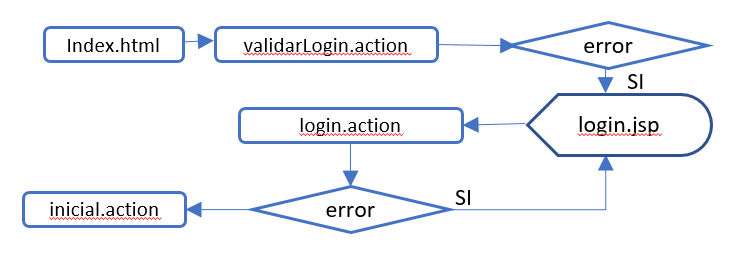 Index.html
validarLogin.action
error
SI
login.jsp
login.action
inicial.action
error
SI